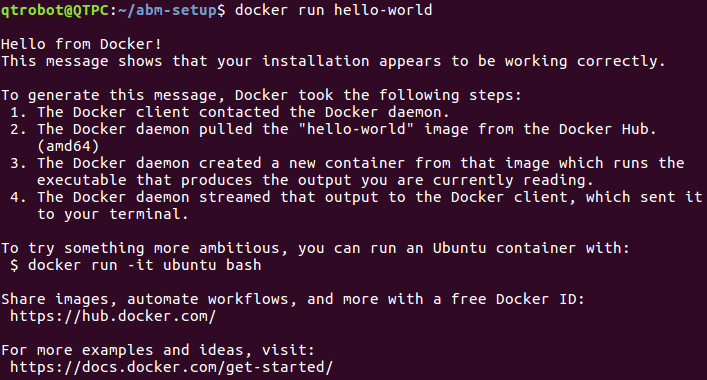 qtrobot@QTPC:~/abm-setup$ docker run hello-world
Hello from Docker!
This message shows that your installation appears to be working correctly.
To generate this message, Docker took the following steps:
1. The Docker client contacted the Docker daemon.
2. The Docker daemon pulled the "hello-world" image from the Docker Hub.
(amd64)
3. The Docker daemon created a new container from that image which runs the
executable that produces the output you are currently reading.
4. The Docker daemon streamed that output to the Docker client, which sent it
to your terminal.
To try something more ambitious, you can run an Ubuntu container with:
$ docker run -it ubuntu bash
Share images, automate workflows, and more with a free Docker ID:
https://hub.docker.com/
For more examples and ideas, visit:
https://docs.docker.com/get-started/